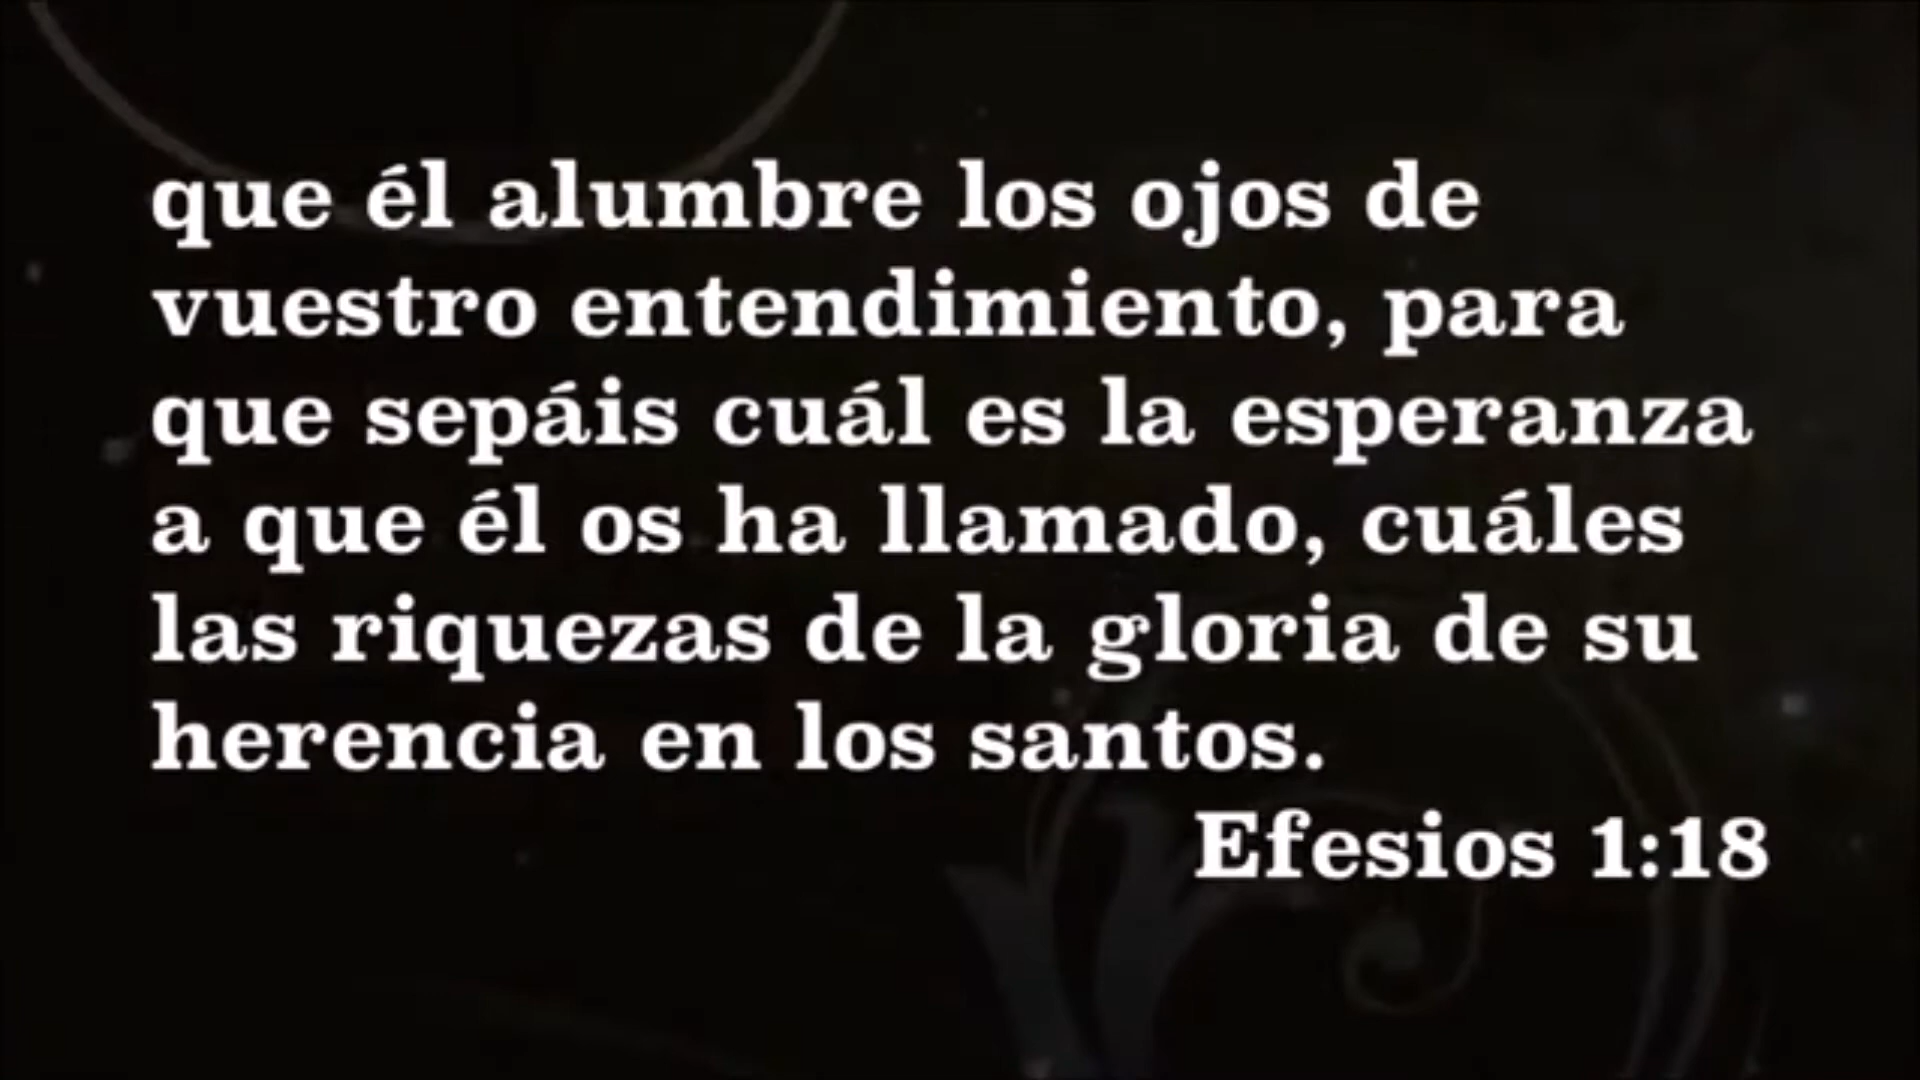 que él alumbre los ojos de
vuestro entendimiento, para
que sepáis cuál es la esperanza
a que él os ha llamado, cuáles
las riquezas de la gloria de su
herencia en los santos.
Efesios 1:18